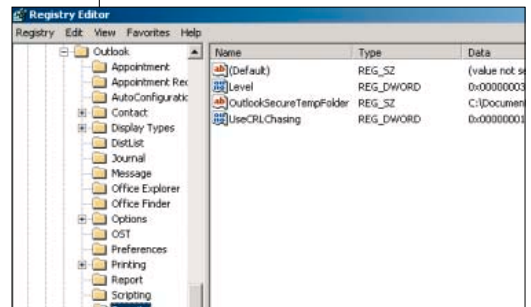 Registry Editor
Registry Edit View Favorites Help
Outlook
Appointment
Appointment Rec
AutoConfiguratic
Contact
Display Types
DistList
Journal
Message
Office Explorer
Office Finder
Options
OST
Preferences
Printing
Report
Scripting
Name Type Data
(Default) REG_SZ (value not se
Level REG_DWORD 0x00000003
OutlookSecureTempFolder REG_SZ C:\Documen
UseCRLChasing REG_DWORD 0x00000001